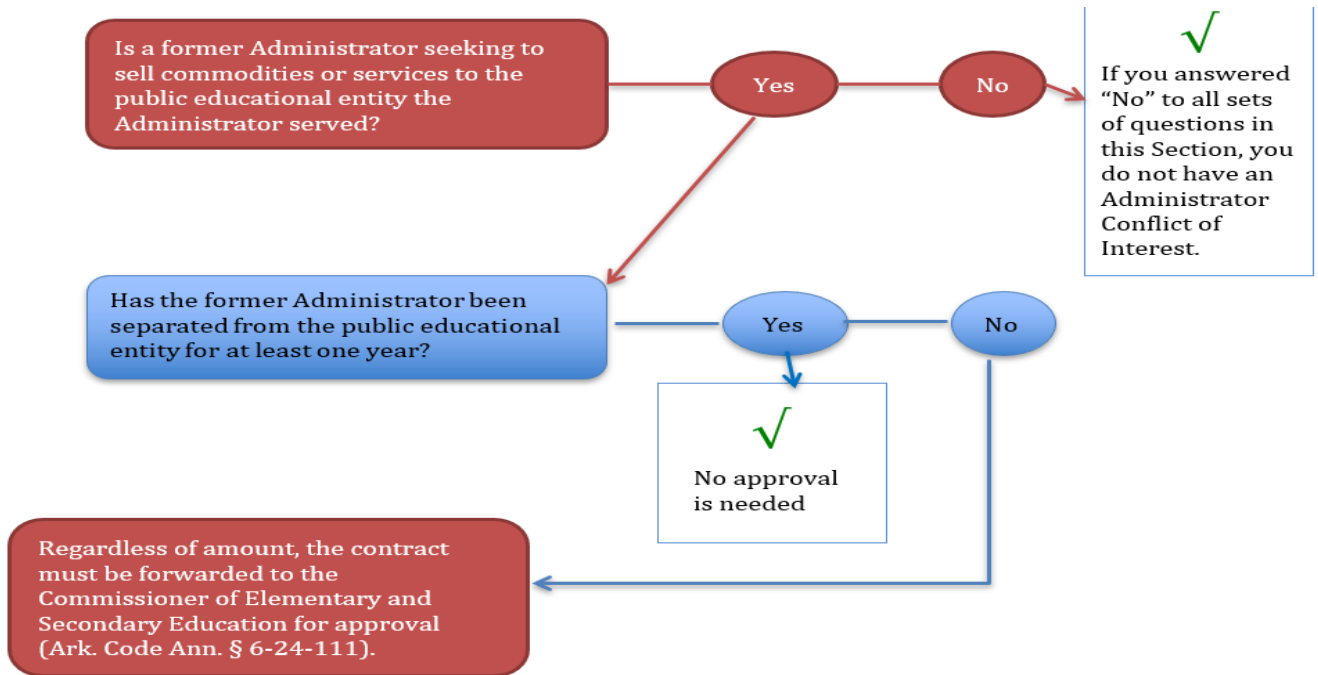 Is a former Administrator seeking to
sell commodities or services to the
public educational entity the
Administrator served?
Yes
No
√
If you answered
“No” to all sets
of questions in
this Section, you
do not have an
Administrator
Conflict of
Interest.
Has the former Administrator been
separated from the public educational
entity for at least one year?
Yes
No
√
No approval
is needed
Regardless of amount, the contract
must be forwarded to the
Commissioner of Elementary and
Secondary Education for approval
(Ark. Code Ann. § 6-24-111).